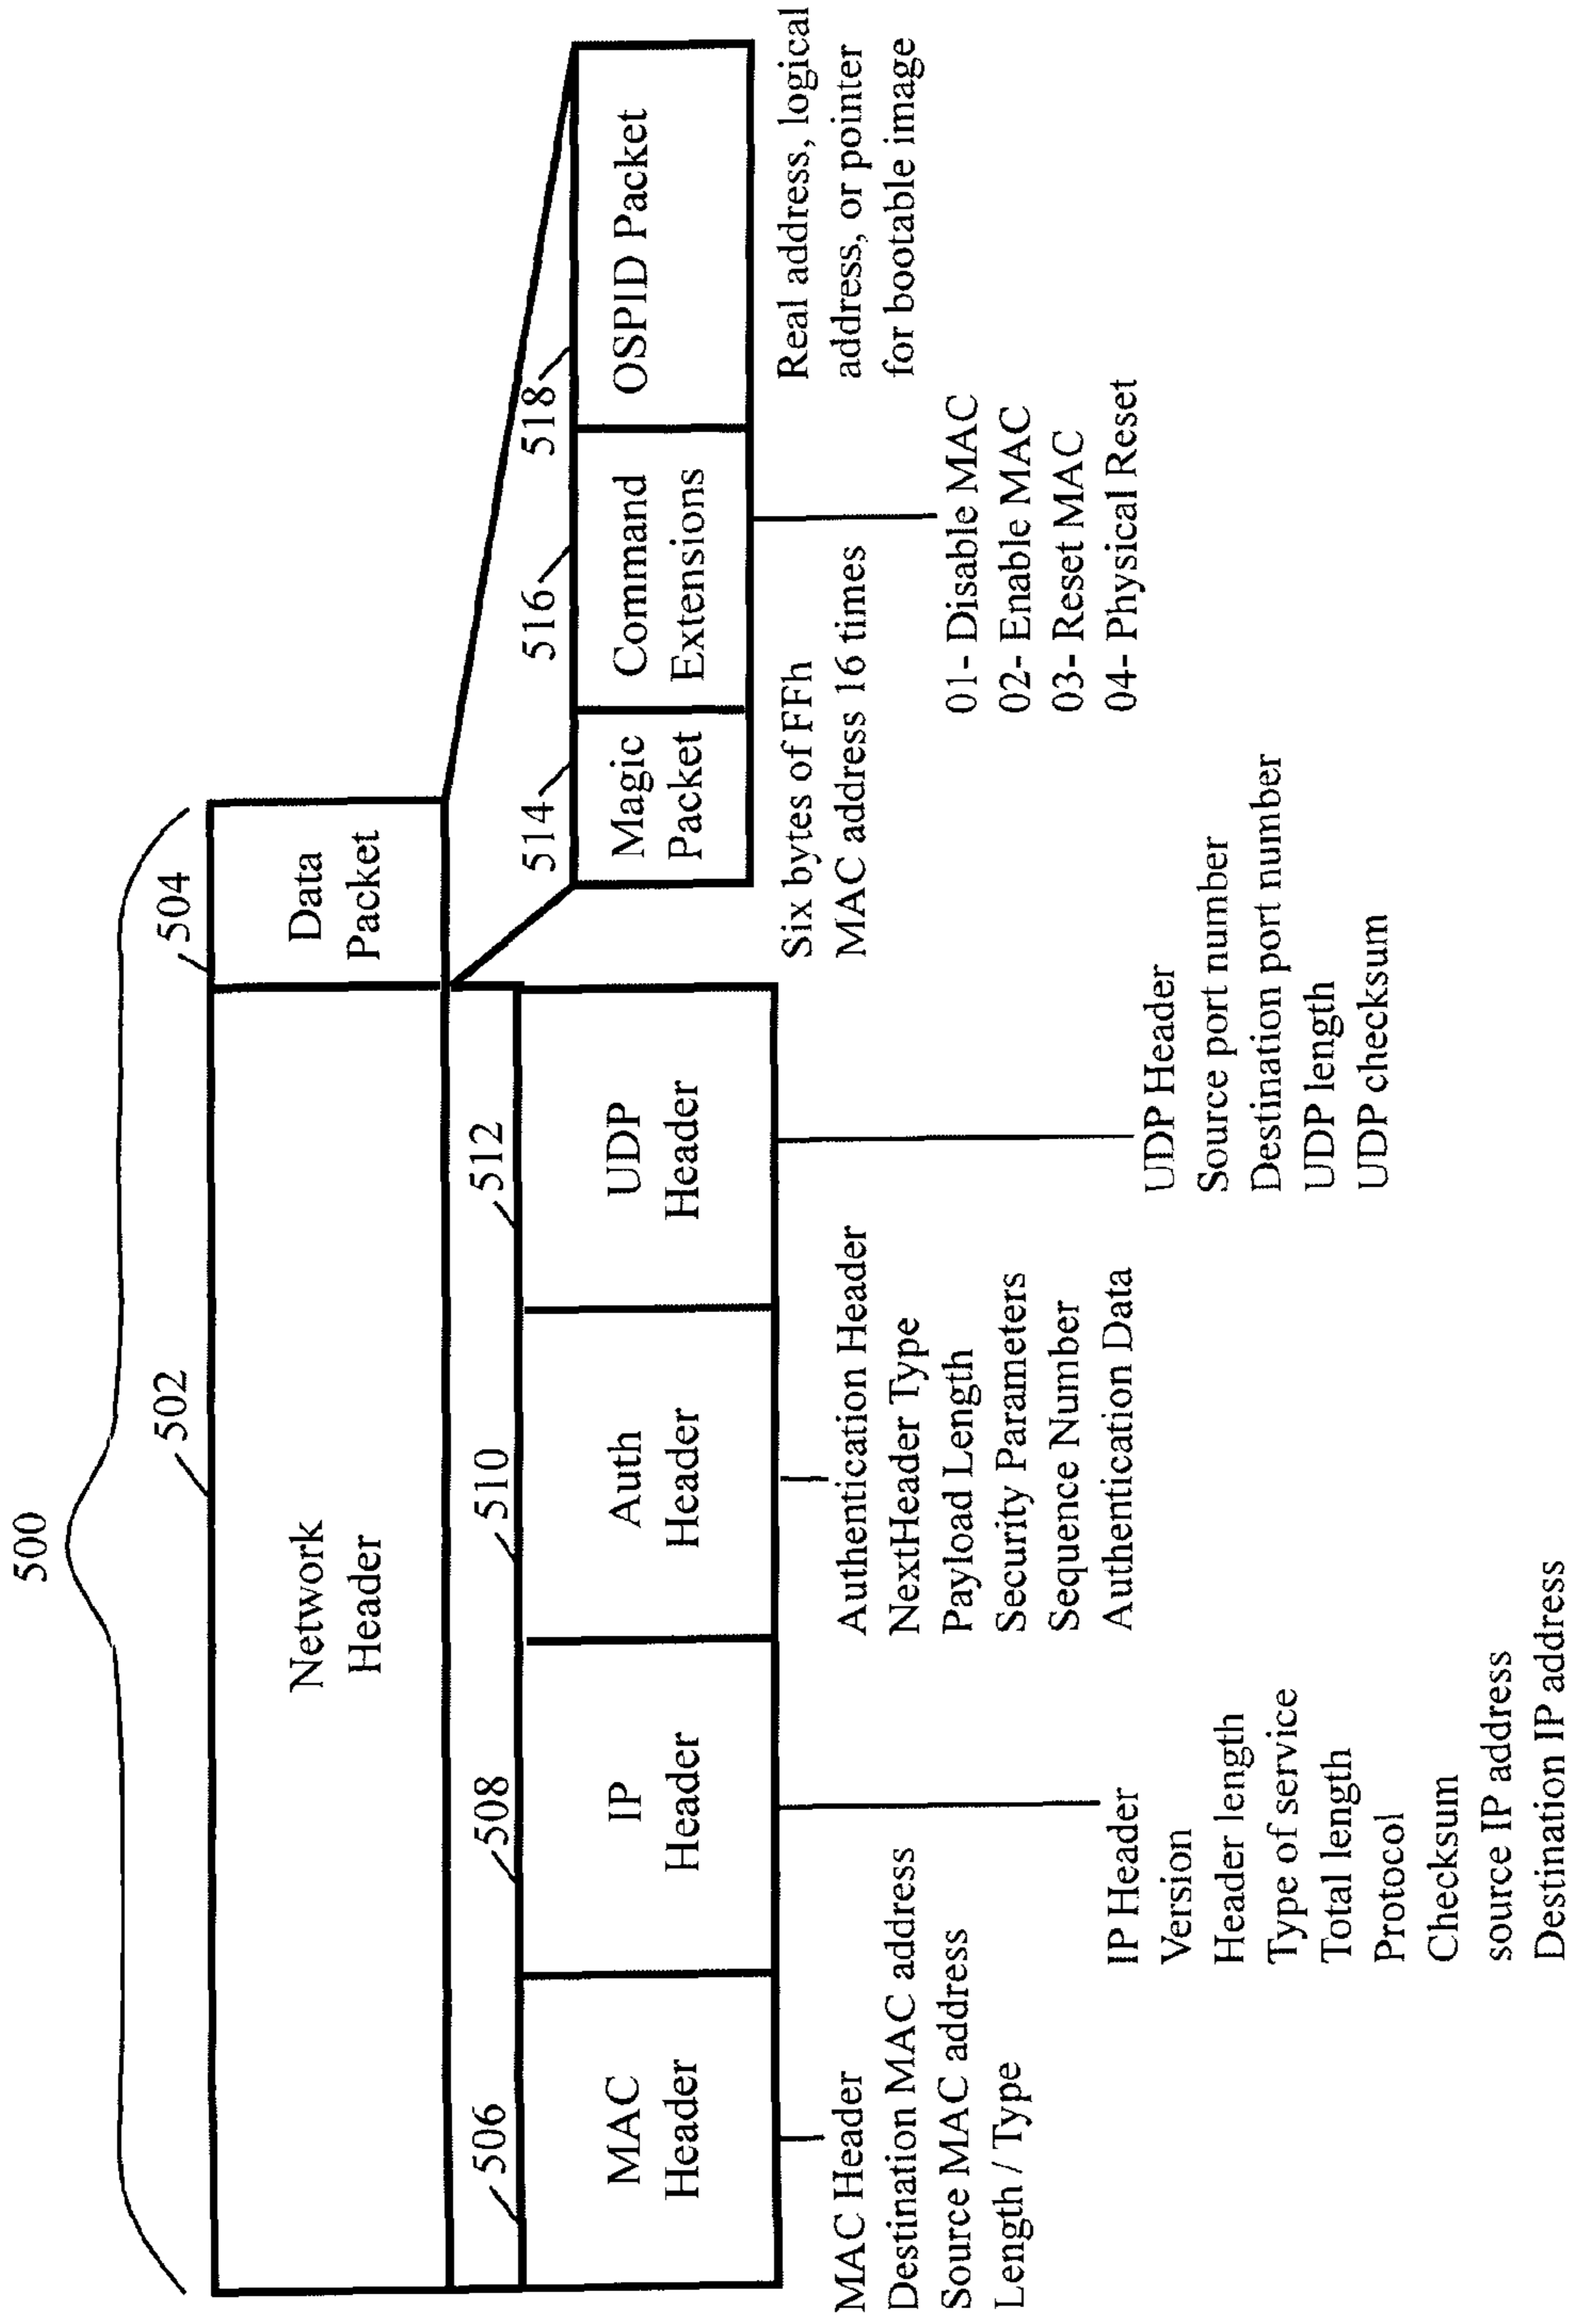 500
502
504
Network
Header
Data
Packet
506
508
510
512
514
516
518
MAC
Header
IP
Header
Auth
Header
UDP
Header
Magic
Packet
Command
Extensions
OSPID Packet
MAC Header
Destination MAC address
Source MAC address
Length / Type
IP Header
Version
Header length
Type of service
Total length
Protocol
Checksum
source IP address
Destination IP address
Authentication Header
NextHeader Type
Payload Length
Security Parameters
Sequence Number
Authentication Data
UDP Header
Source port number
Destination port number
UDP length
UDP checksum
Six bytes of FFh
MAC address 16 times
01- Disable MAC
02- Enable MAC
03- Reset MAC
04- Physical Reset
Real address, logical
address, or pointer
for bootable image